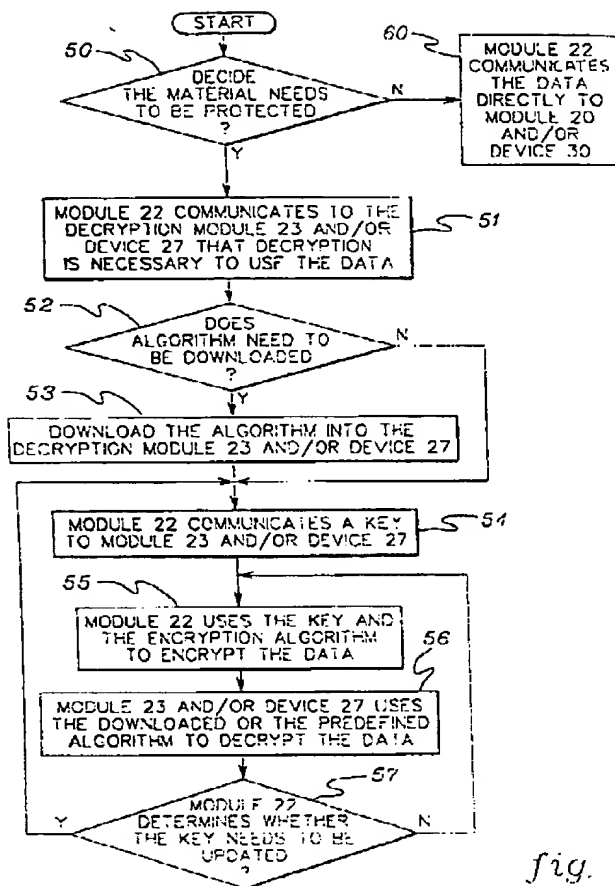 START
50
DECIDE
THE MATERIAL NEEDS
TO BE PROTECTED
?
N
Y
60
MODULE 22
COMMUNICATES
THE DATA
DIRECTLY TO
MODULE 20
AND/OR
DEVICE 30
MODULE 22 COMMUNICATES TO THE
DECRYPTION MODULE 23 AND/OR
DEVICE 27 THAT DECRYPTION
IS NECESSARY TO USE THE DATA
51
52
DOES
ALGORITHM NEED TO
BE DOWNLOADED
?
N
Y
53
DOWNLOAD THE ALGORITHM INTO THE
DECRYPTION MODULE 23 AND/OR DEVICE 27
MODULE 22 COMMUNICATES A KEY
TO MODULE 23 AND/OR DEVICE 27
54
55
MODULE 22 USES THE KEY AND
THE ENCRYPTION ALGORITHM
TO ENCRYPT THE DATA
56
MODULE 23 AND/OR DEVICE 27 USES
THE DOWNLOADED OR THE PREDEFINED
ALGORITHM TO DECRYPT THE DATA
57
MODULE 22
DETERMINES WHETHER
THE KEY NEEDS TO BE
UPDATED
?
Y
N
fig.